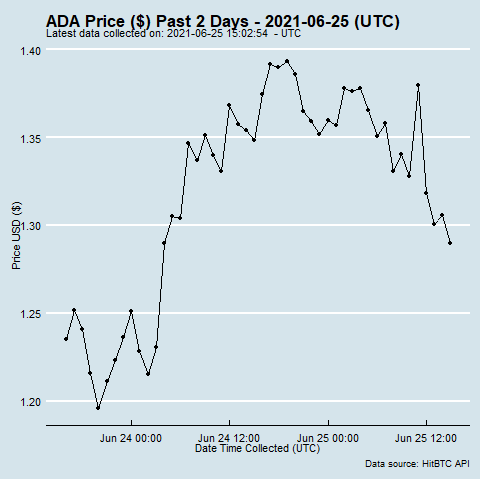 ADA Price ($) Past 2 Days - 2021-06-25 (UTC)
Latest data collected on: 2021-06-25 15:02:54  - UTC
1.40
1.35
1.30
1.25
1.20
Price USD ($)
Jun 24 00:00 Jun 24 12:00 Jun 25 00:00 Jun 25 12:00
Date Time Collected (UTC)
Data source: HitBTC API